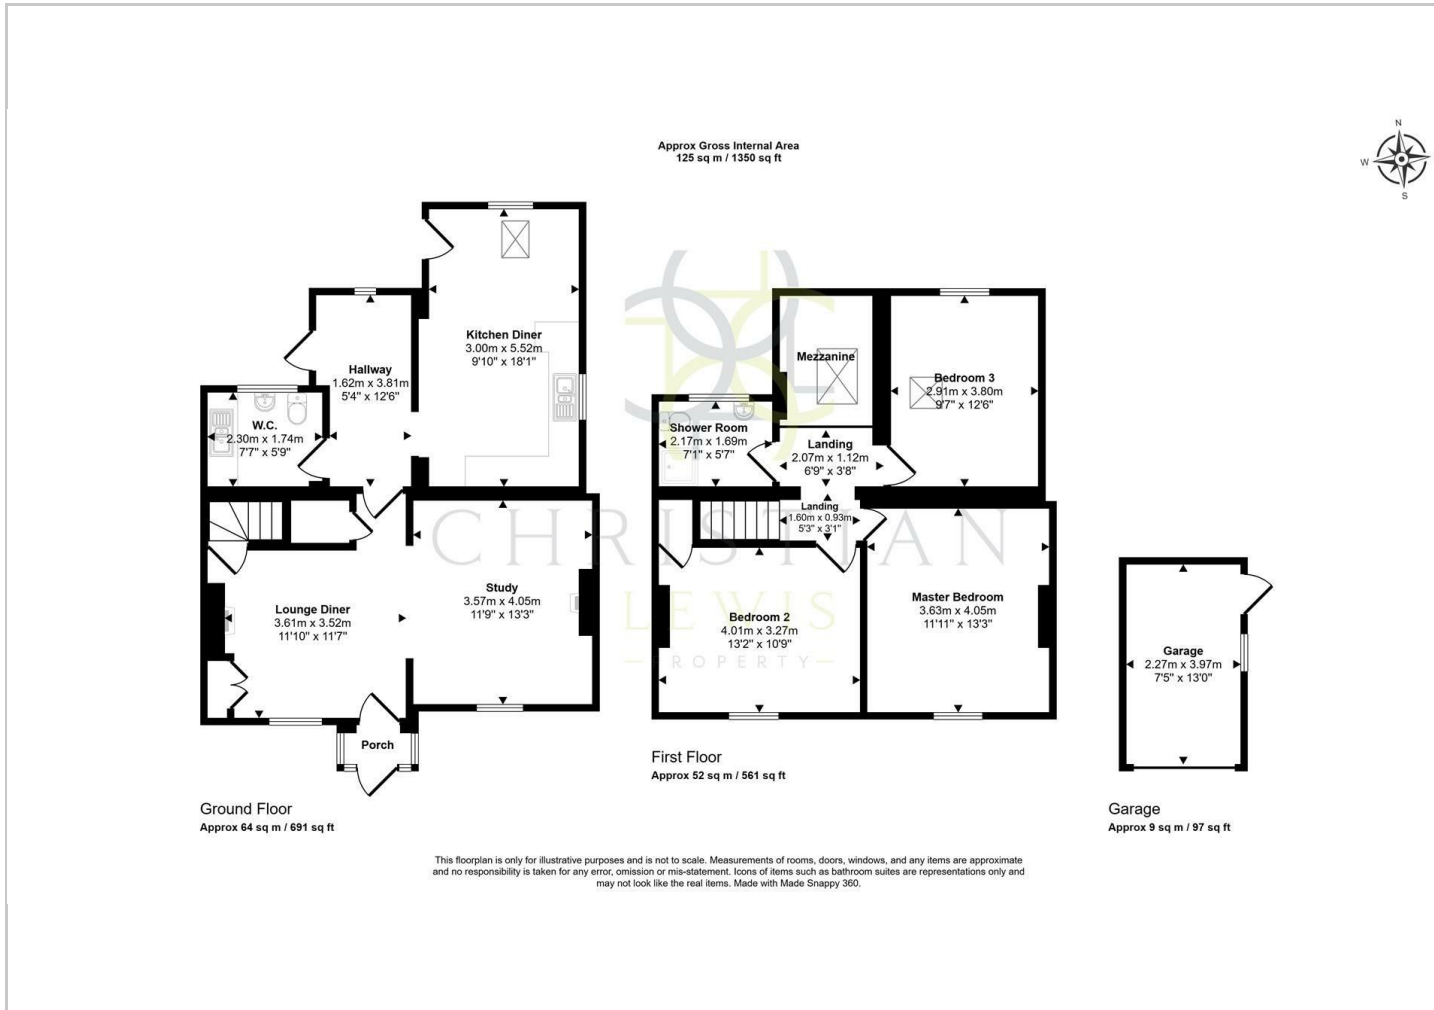 Approx Gross Internal Area
125 sq m / 1350 sq ft
N
W
S
Kitchen Diner
3.00m x 5.52m
9'10" x 18'1"
Hallway
1.62m x 3.81m
5'4" x 12'6"
W.C.
2.30m x 1.74m
7'7" x 5'9"
Study
3.57m x 4.05m
11'9" x 13'3"
Lounge Diner
3.61m x 3.52m
11'10" x 11'7"
Porch
Ground Floor
Approx 64 sq m / 691 sq ft
Mezzanine
Bedroom 3
2.91m x 3.80m
9'7" x 12'6"
Shower Room
2.17m x 1.69m
7'1" x 5'7"
Landing
2.07m x 1.12m
6'9" x 3'8"
Landing
1.60m x 0.93m
5'3" x 3'1"
Bedroom 2
4.01m x 3.27m
13'2" x 10'9"
Master Bedroom
3.63m x 4.05m
11'11" x 13'3"
First Floor
Approx 52 sq m / 561 sq ft
Garage
2.27m x 3.97m
7'5" x 13'0"
Garage
Approx 9 sq m / 97 sq ft
CHRISTIAN
LEWIS
PROPERTY
This floorplan is only for illustrative purposes and is not to scale. Measurements of rooms, doors, windows, and any items are approximate
and no responsibility is taken for any error, omission or mis-statement. Icons of items such as bathroom suites are representations only and
may not look like the real items. Made with Made Snappy 360.